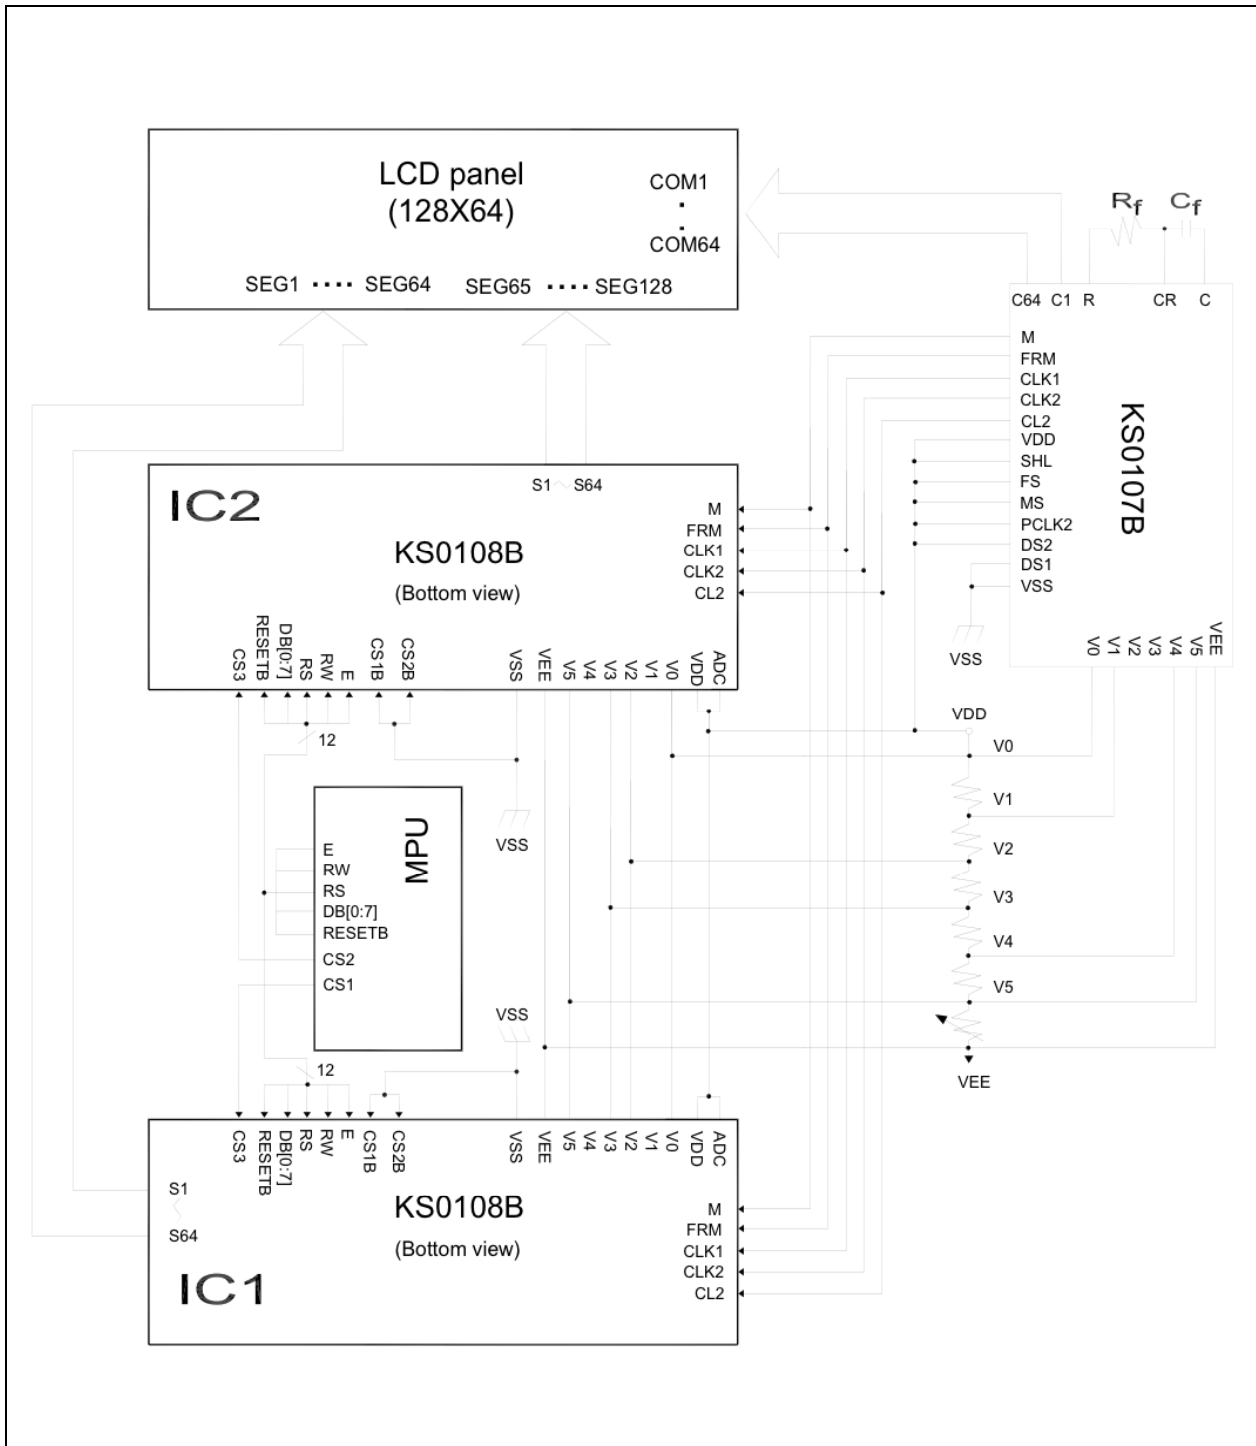 LCD panel
(128X64)
COM1
COM64
SEG1 ···· SEG64 SEG65 ···· SEG128
Rf Cf
C64 C1 R CR C
M
FRM
CLK1
CLK2
CL2
VDD
SHL
FS
MS
PCLK2
DS2
DS1
VSS
KS0107B
V0 V1 V2 V3 V4 V5 VEE
VSS
IC2
S1 ~ S64
KS0108B
(Bottom view)
M
FRM
CLK1
CLK2
CL2
CS3 RESETB DB[0:7] RS RW E CS1B CS2B VSS VEE V5 V4 V3 V2 V1 V0 VDD ADC
12
VDD
V0
V1
V2
V3
V4
V5
VEE
VSS
MPU
E
RW
RS
DB[0:7]
RESETB
CS2
CS1
VSS
12
CS3 RESETB DB[0:7] RS RW E CS1B CS2B VSS VEE V5 V4 V3 V2 V1 V0 VDD ADC
S1
S64
KS0108B
(Bottom view)
M
FRM
CLK1
CLK2
CL2
IC1